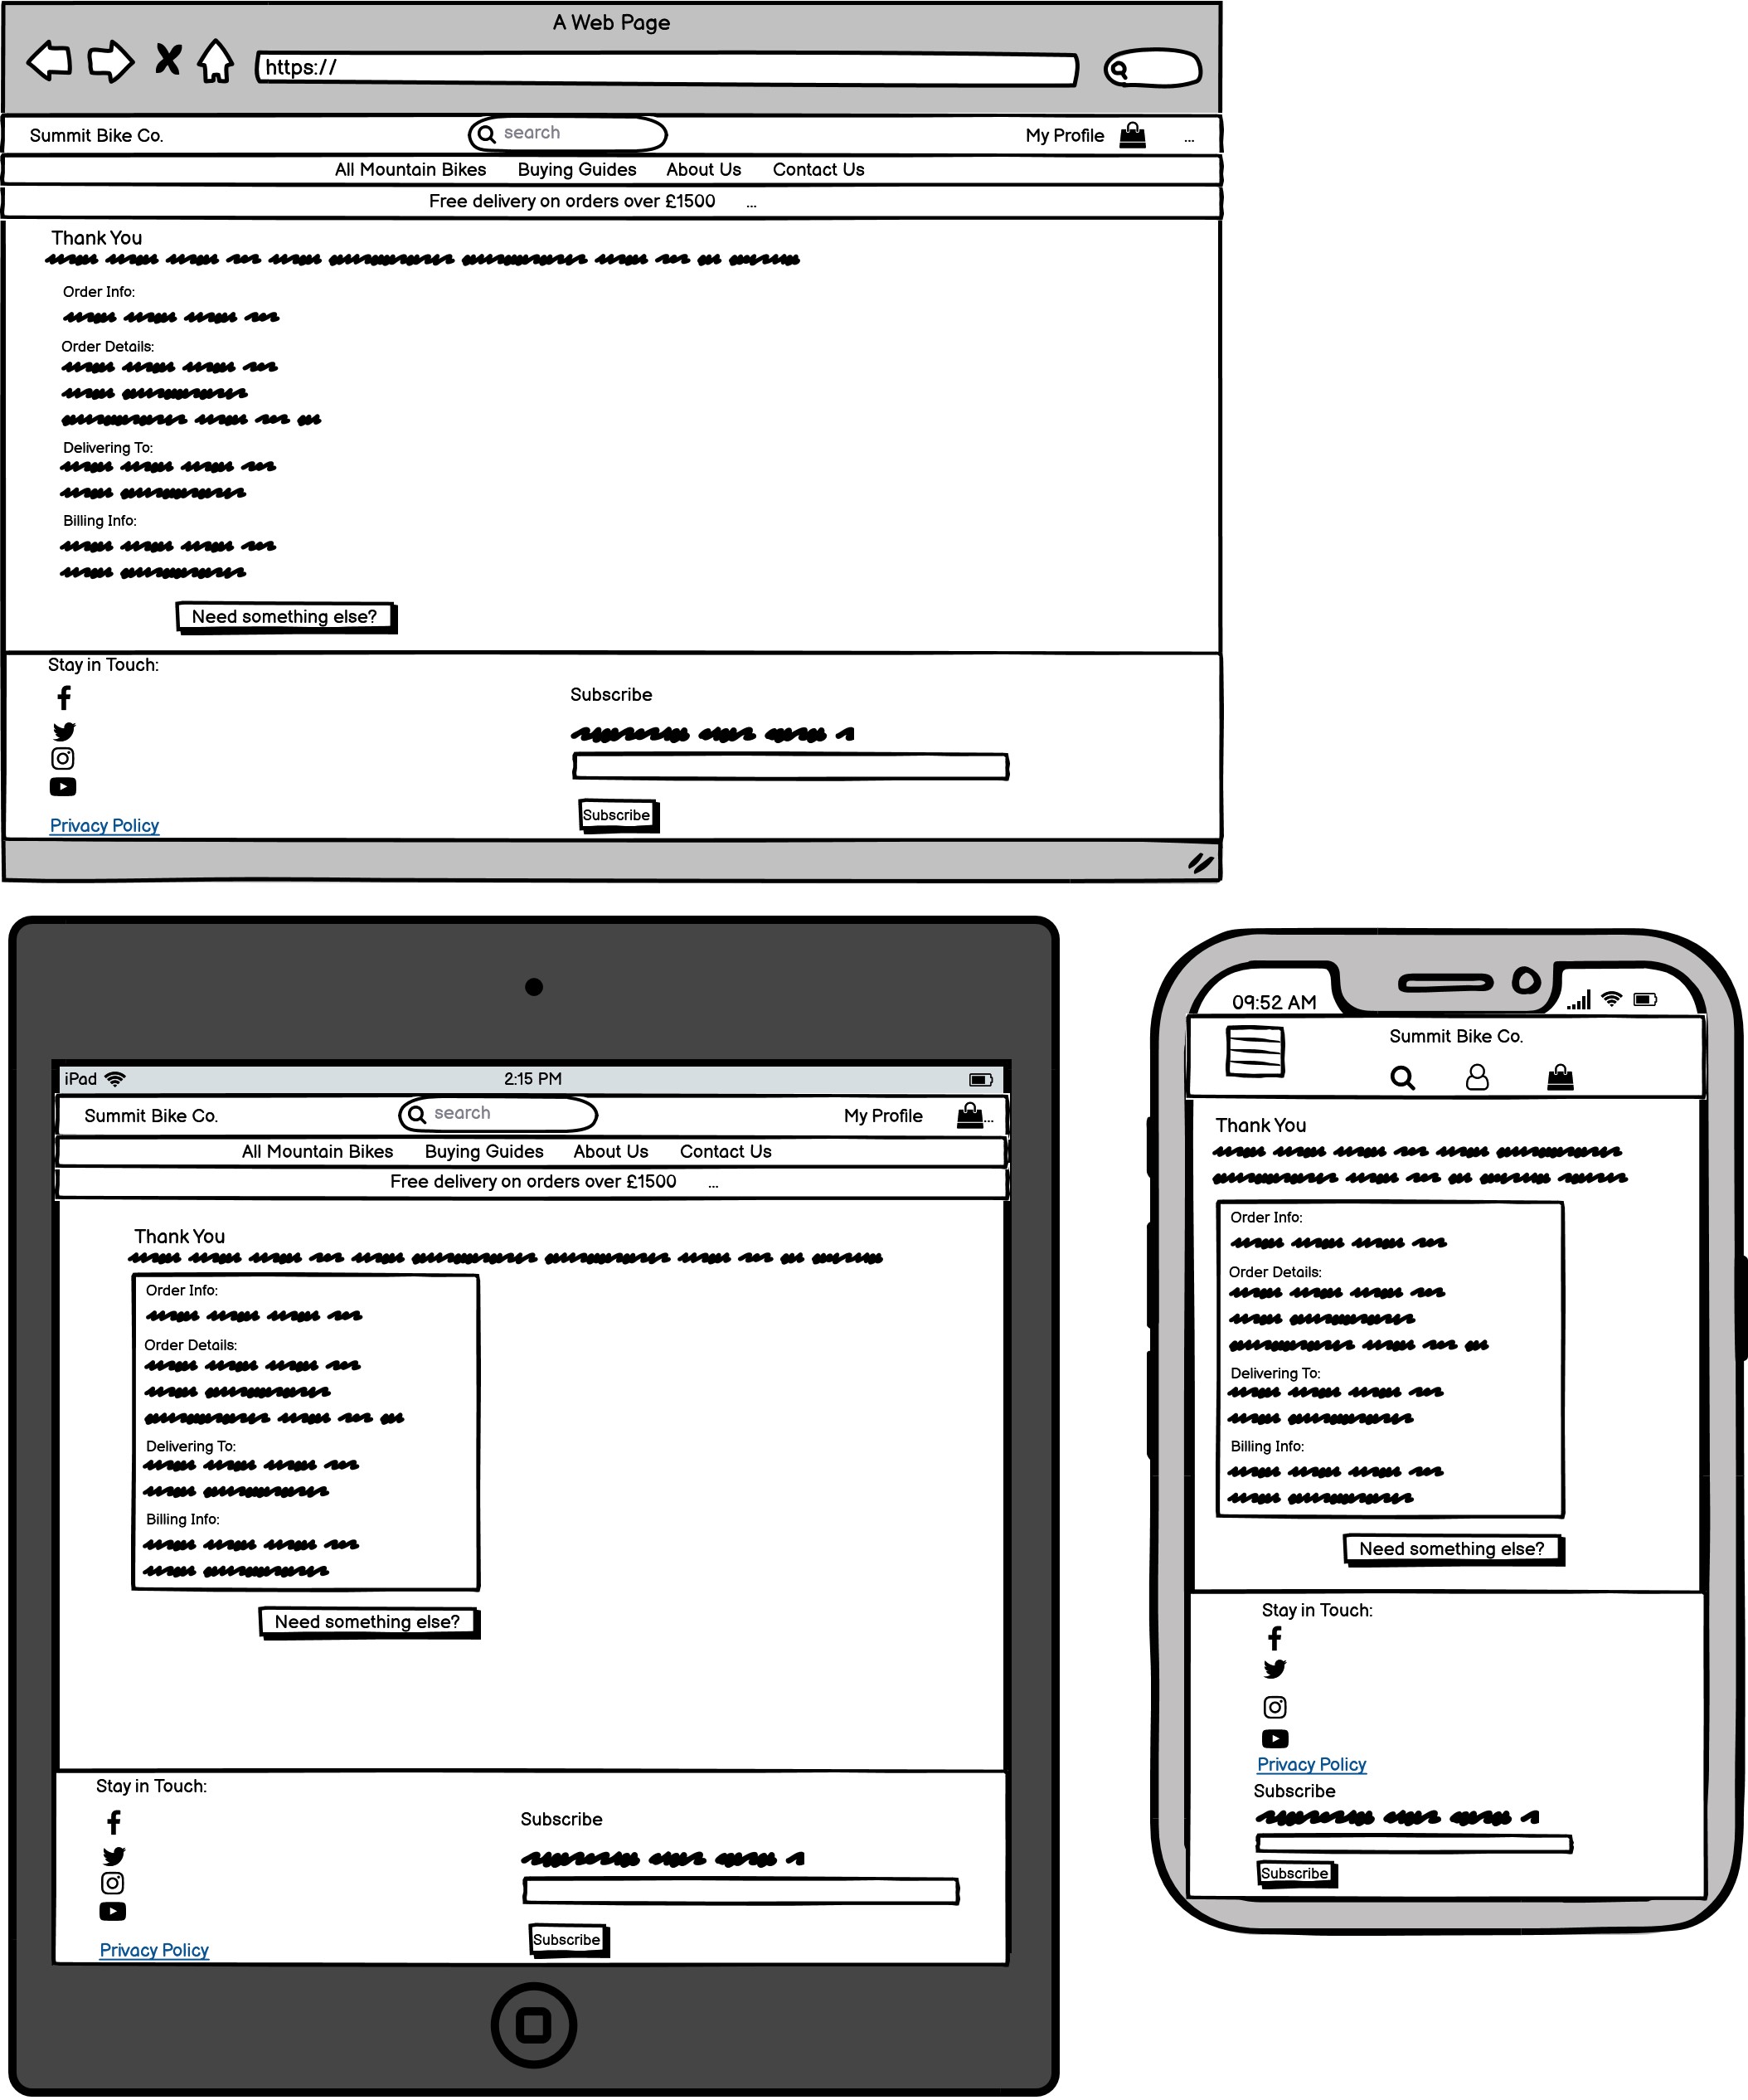 A Web Page
https://
Summit Bike Co. search My Profile ...
All Mountain Bikes Buying Guides About Us Contact Us
Free delivery on orders over £1500 ...
Thank You
Order Info:
Order Details:
Delivering To:
Billing Info:
Need something else?
Stay in Touch:
Subscribe
Subscribe
Privacy Policy
iPad 2:15 PM
Summit Bike Co. search My Profile ...
All Mountain Bikes Buying Guides About Us Contact Us
Free delivery on orders over £1500 ...
Thank You
Order Info:
Order Details:
Delivering To:
Billing Info:
Need something else?
Stay in Touch:
Subscribe
Subscribe
Privacy Policy
09:52 AM
Summit Bike Co.
Thank You
Order Info:
Order Details:
Delivering To:
Billing Info:
Need something else?
Stay in Touch:
Privacy Policy
Subscribe
Subscribe